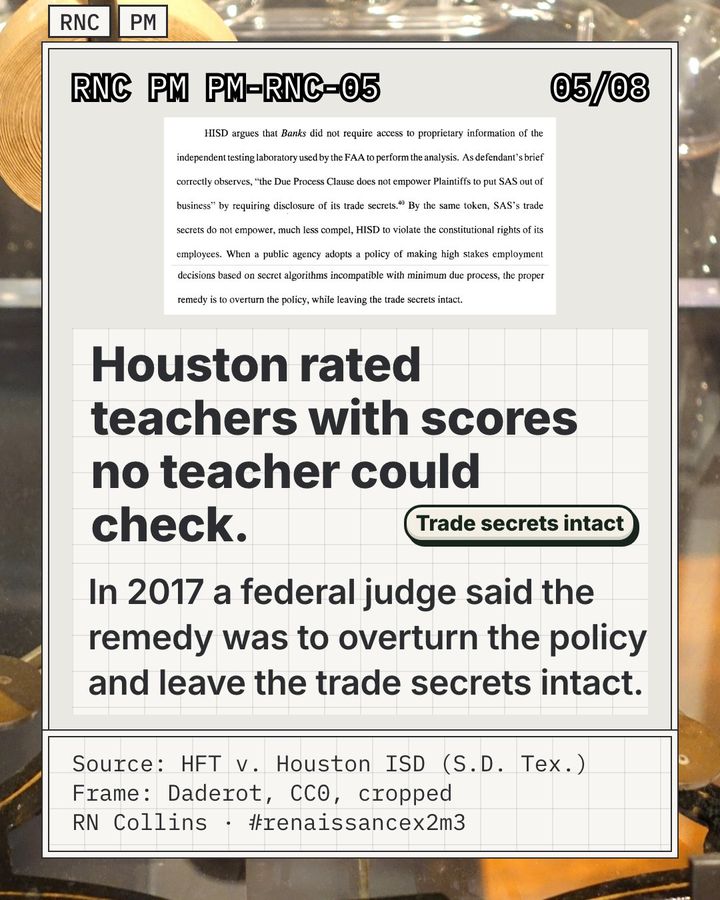 RNC PM
RNC PM PM-RNC-05 05/08
HISD argues that Banks did not require access to proprietary information of the
independent testing laboratory used by the FAA to perform the analysis. As defendant's brief
correctly observes, “the Due Process Clause does not empower Plaintiffs to put SAS out of
business” by requiring disclosure of its trade secrets.⁴⁰ By the same token, SAS's trade
secrets do not empower, much less compel, HISD to violate the constitutional rights of its
employees. When a public agency adopts a policy of making high stakes employment
decisions based on secret algorithms incompatible with minimum due process, the proper
remedy is to overturn the policy, while leaving the trade secrets intact.
Houston rated
teachers with scores
no teacher could
check.
Trade secrets intact
In 2017 a federal judge said the
remedy was to overturn the policy
and leave the trade secrets intact.
Source: HFT v. Houston ISD (S.D. Tex.)
Frame: Daderot, CC0, cropped
RN Collins · #renaissancex2m3